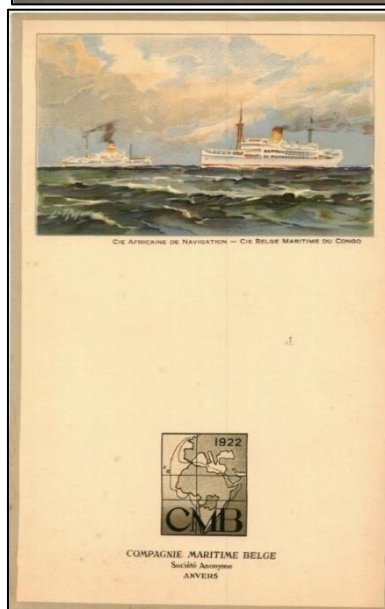 CIE AFRICAINE DE NAVIGATION — CIE BELGE MARITIME DU CONGO
1922
CMB
COMPAGNIE MARITIME BELGE
Société Anonyme
ANVERS